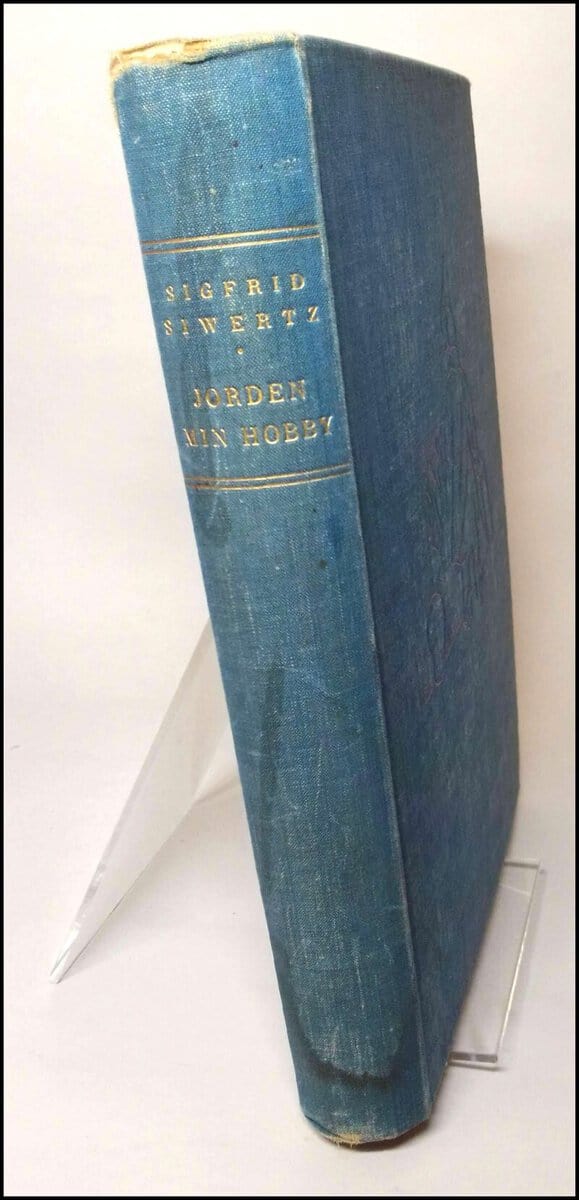 SIGFRID
SIWERTZ
•
JORDEN
MIN HOBBY